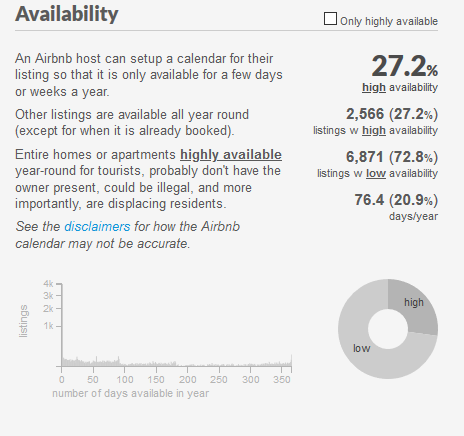 Availability
Only highly available
An Airbnb host can setup a calendar for their
listing so that it is only available for a few days
or weeks a year.
Other listings are available all year round
(except for when it is already booked).
Entire homes or apartments highly available
year-round for tourists, probably don't have the
owner present, could be illegal, and more
importantly, are displacing residents.
See the disclaimers for how the Airbnb
calendar may not be accurate.
27.2%
high availability
2,566 (27.2%)
listings w high availability
6,871 (72.8%)
listings w low availability
76.4 (20.9%)
days/year
4k
3k
2k
1k
listings
0 50 100 150 200 250 300 350
number of days available in year
high
low